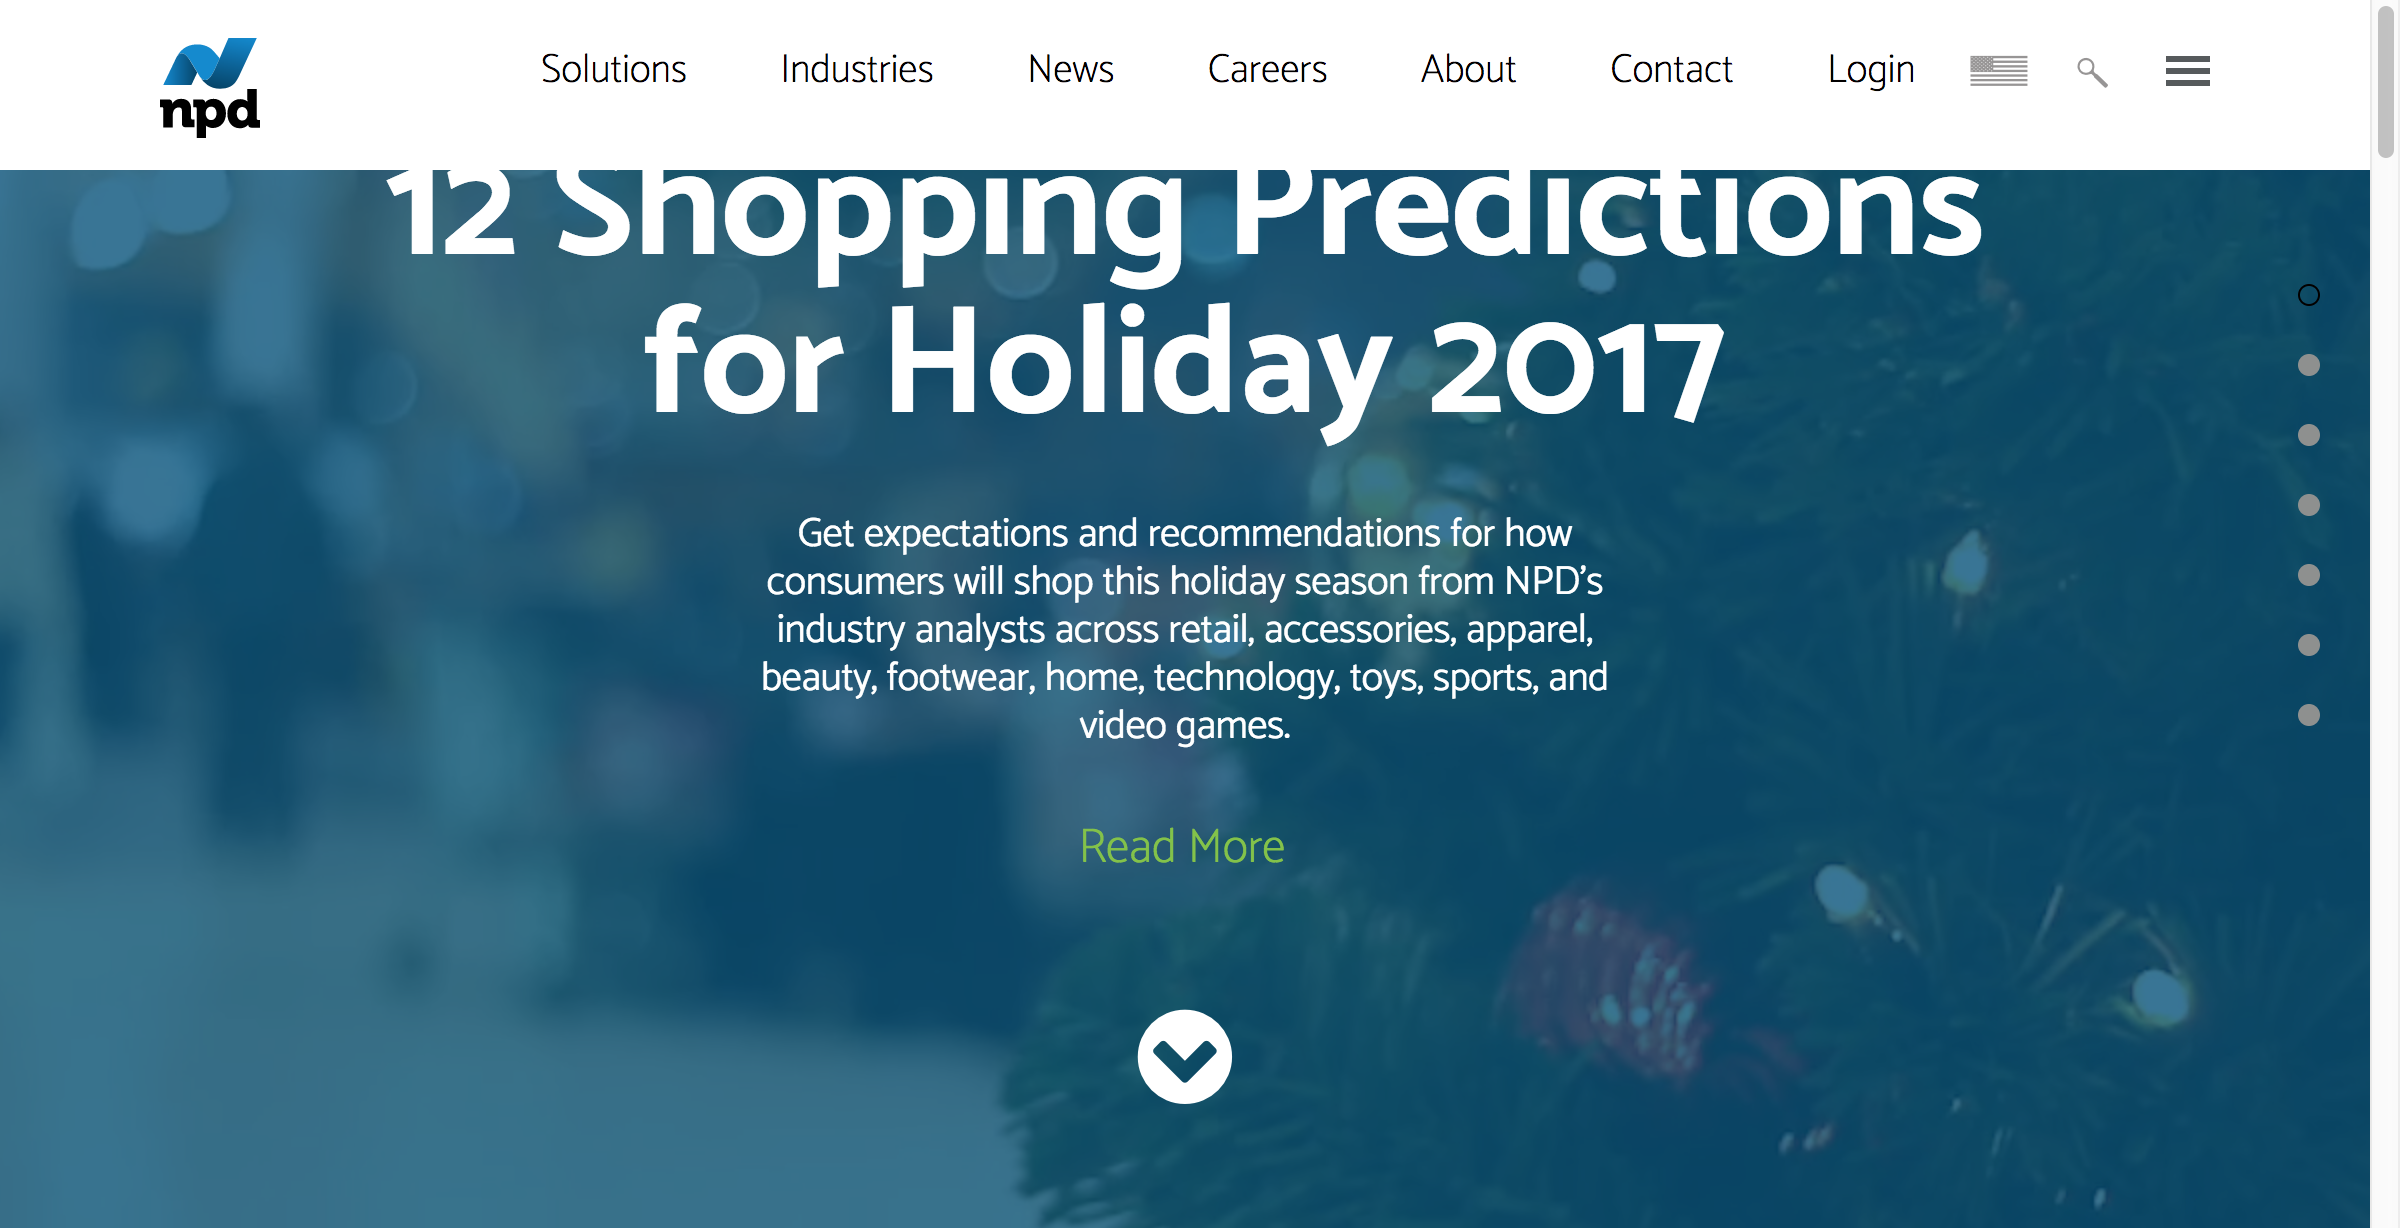 npd
Solutions Industries News Careers About Contact Login
12 Shopping Predictions
for Holiday 2017
Get expectations and recommendations for how
consumers will shop this holiday season from NPD’s
industry analysts across retail, accessories, apparel,
beauty, footwear, home, technology, toys, sports, and
video games.
Read More